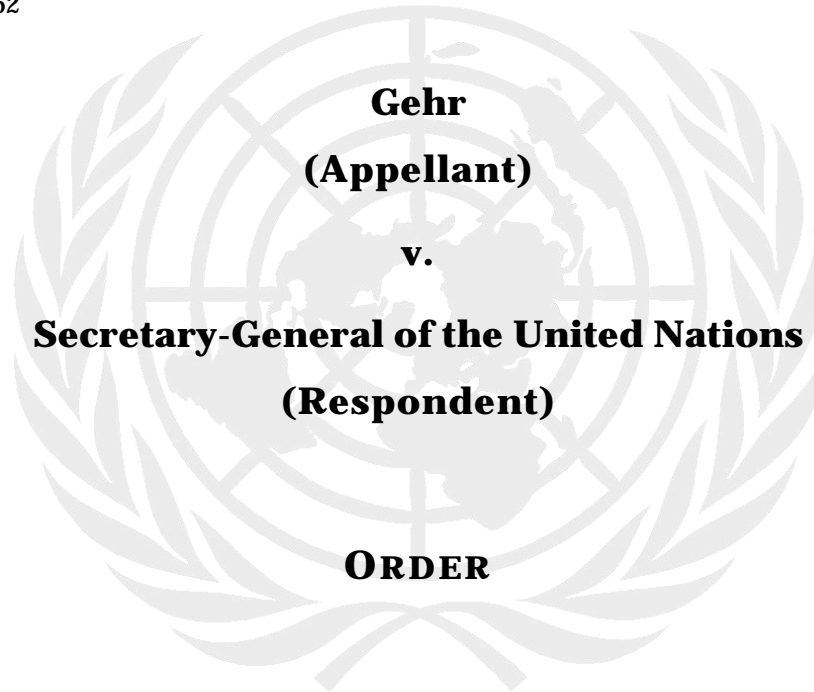 Gehr
(Appellant)
v.
Secretary-General of the United Nations
(Respondent)
ORDER